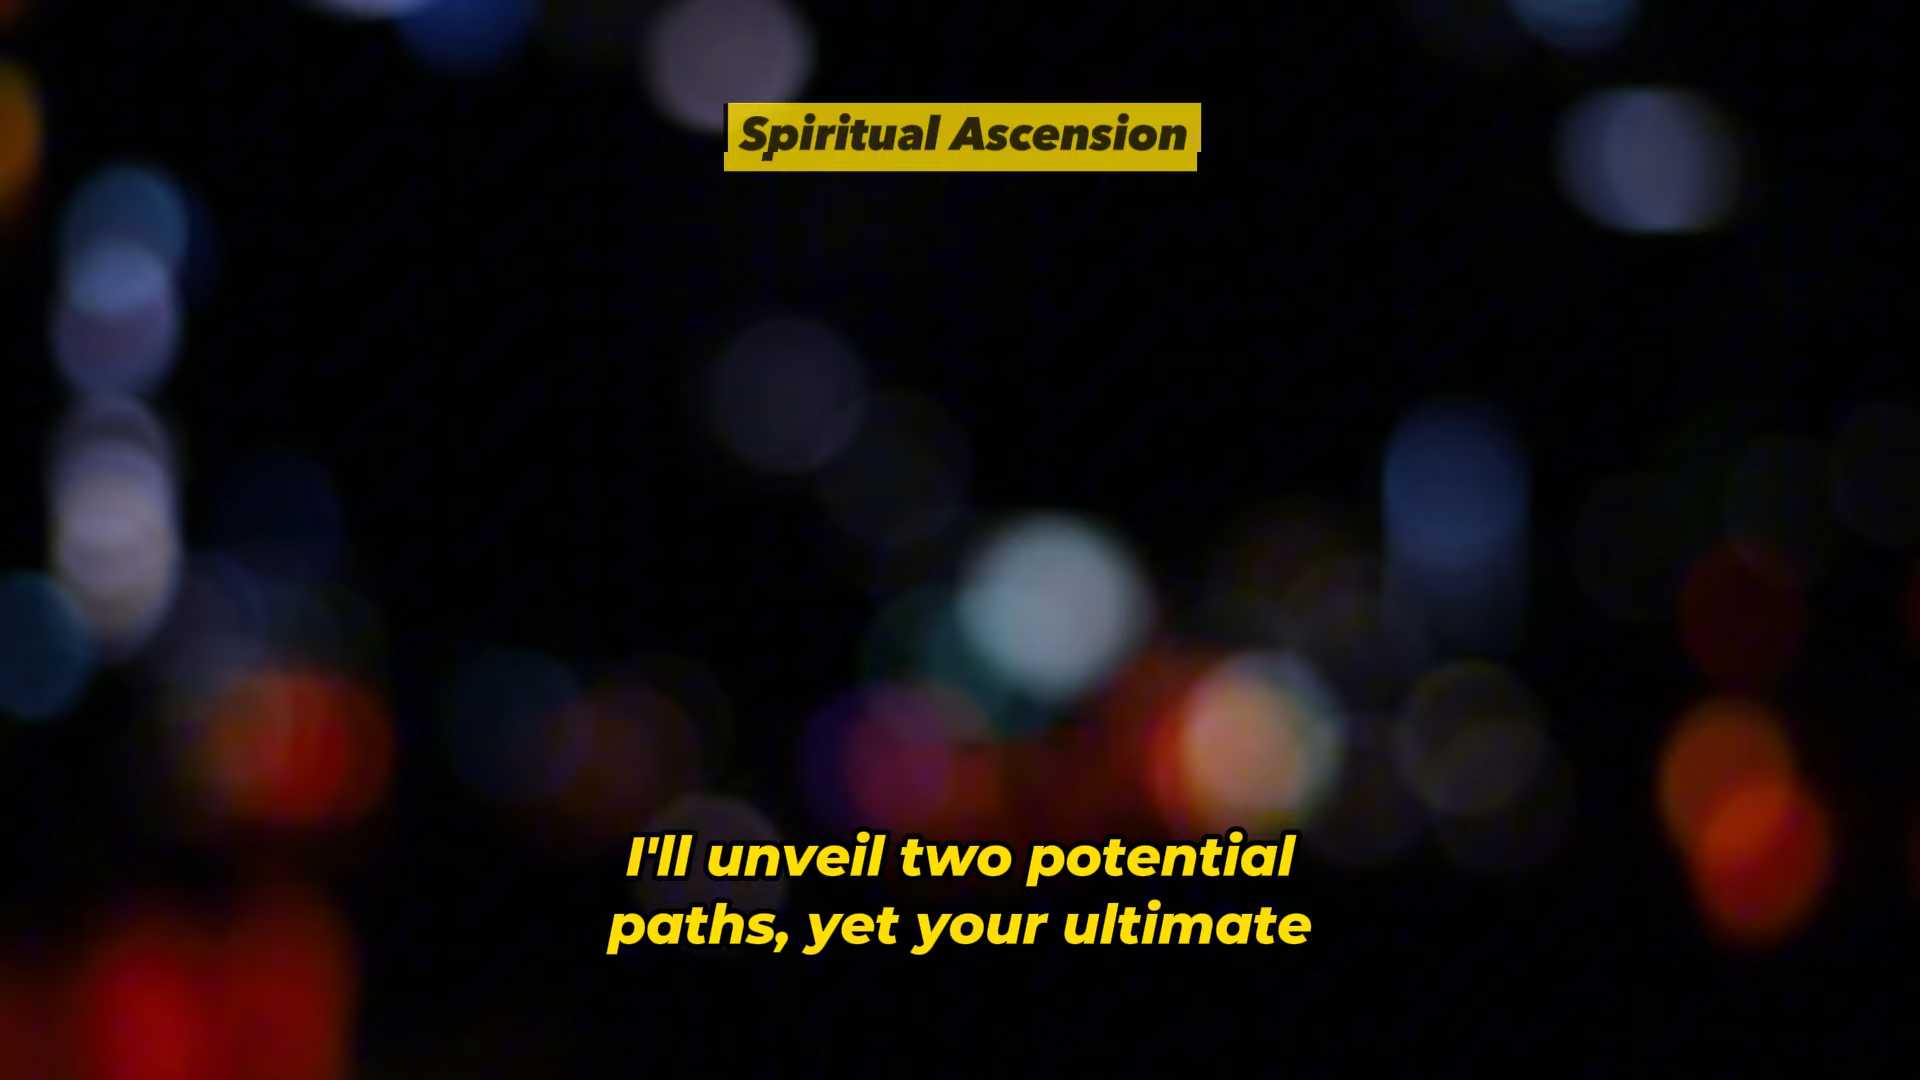 Spiritual Ascension
I'll unveil two potential
paths, yet your ultimate